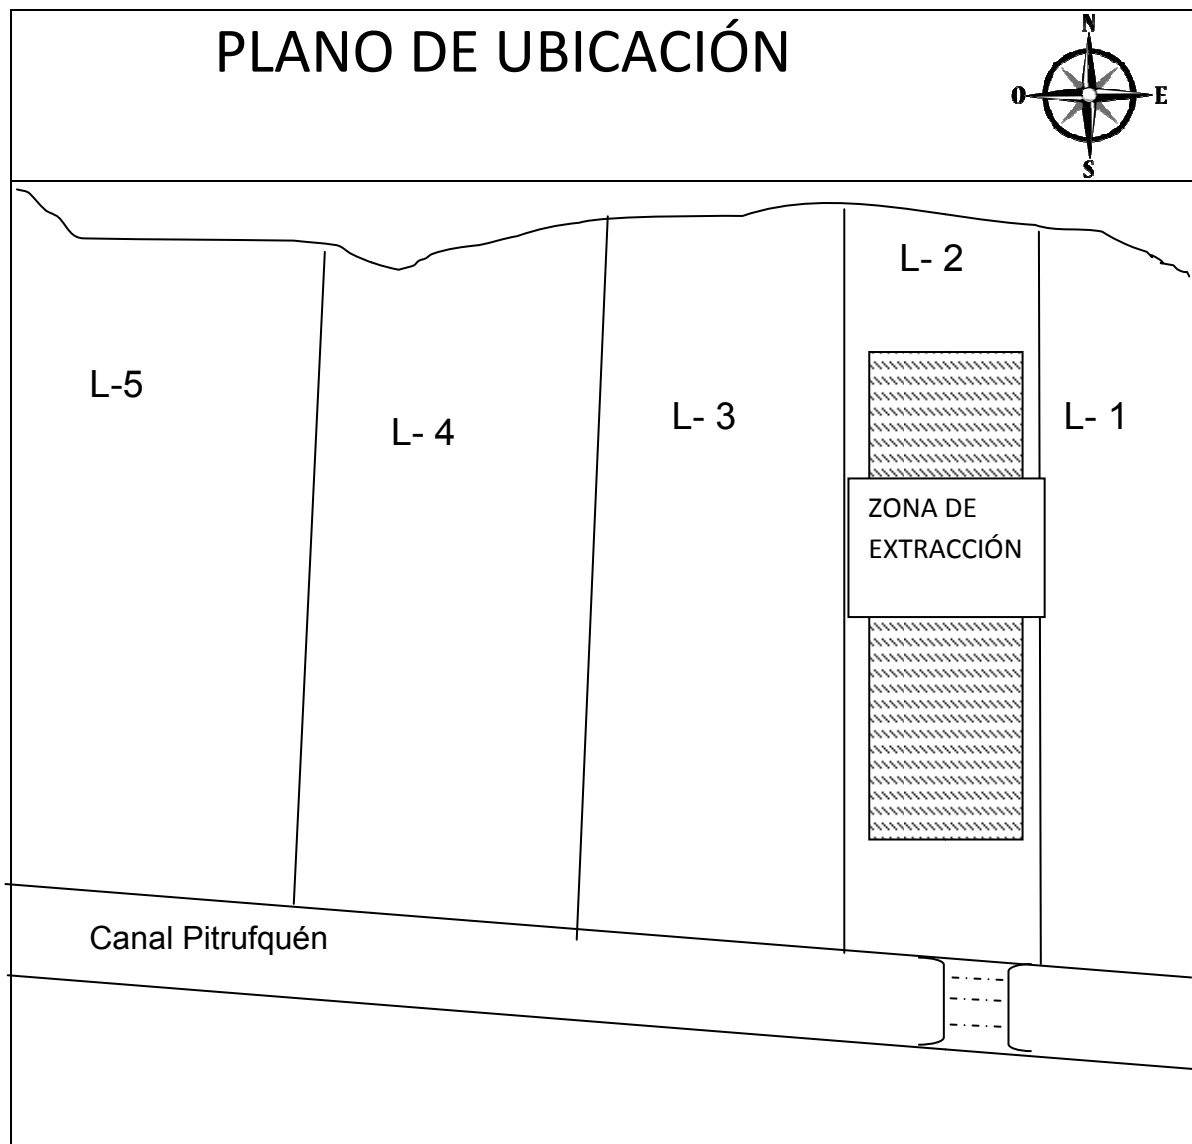 PLANO DE UBICACIÓN
N
O
E
S
L- 2
L-5
L- 4
L- 3
L- 1
ZONA DE
EXTRACCIÓN
Canal Pitrufquén